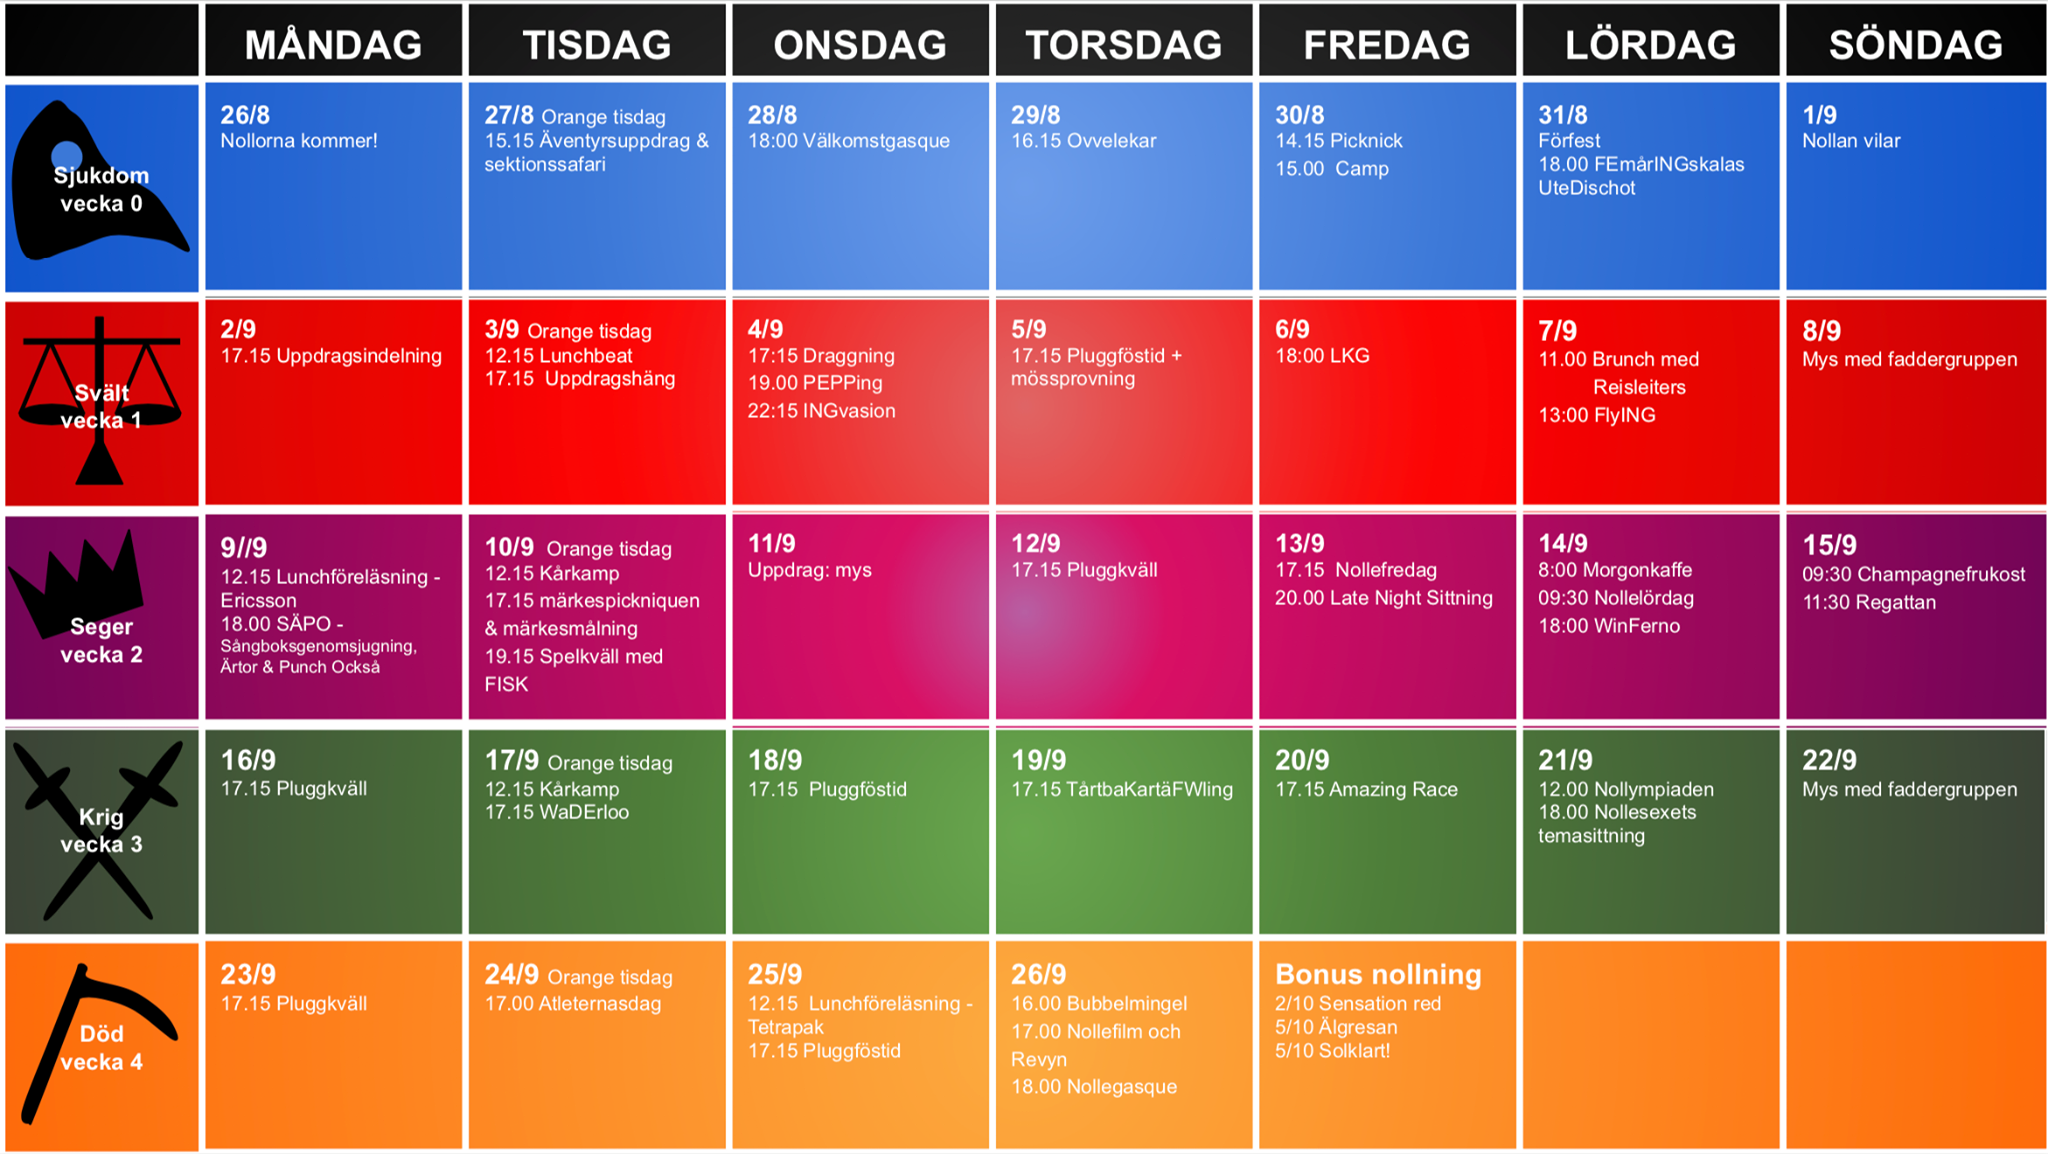 MÅNDAG
TISDAG
ONSDAG
TORSDAG
FREDAG
LÖRDAG
SÖNDAG
Sjukdom
vecka 0
26/8
Nollorna kommer!
27/8 Orange tisdag
15.15 Äventyrsuppdrag &
sektionssafari
28/8
18:00 Välkomstgasque
29/8
16.15 Ovvelekar
30/8
14.15 Picknick
15.00 Camp
31/8
Förfest
18.00 FEmårINGskalas
UteDischot
1/9
Nollan vilar
Svält
vecka 1
2/9
17.15 Uppdragsindelning
3/9 Orange tisdag
12.15 Lunchbeat
17.15 Uppdragshäng
4/9
17:15 Draggning
19.00 PEPPing
22:15 INGvasion
5/9
17.15 Pluggföstid +
mössprovning
6/9
18:00 LKG
7/9
11.00 Brunch med
Reisleiters
13:00 FlyING
8/9
Mys med faddergruppen
Seger
vecka 2
9//9
12.15 Lunchföreläsning -
Ericsson
18.00 SÄPO -
Sångboksgenomsjugning,
Ärtor & Punch Också
10/9 Orange tisdag
12.15 Kårkamp
17.15 märkespickniquen
& märkesmålning
19.15 Spelkväll med
FISK
11/9
Uppdrag: mys
12/9
17.15 Pluggkväll
13/9
17.15 Nollefredag
20.00 Late Night Sittning
14/9
8:00 Morgonkaffe
09:30 Nollelördag
18:00 WinFerno
15/9
09:30 Champagnefrukost
11:30 Regattan
Krig
vecka 3
16/9
17.15 Pluggkväll
17/9 Orange tisdag
12.15 Kårkamp
17.15 WaDErloo
18/9
17.15 Pluggföstid
19/9
17.15 TårtbaKartäFWling
20/9
17.15 Amazing Race
21/9
12.00 Nollympiaden
18.00 Nollesexets
temasittning
22/9
Mys med faddergruppen
Död
vecka 4
23/9
17.15 Pluggkväll
24/9 Orange tisdag
17.00 Atleternasdag
25/9
12.15 Lunchföreläsning -
Tetrapak
17.15 Pluggföstid
26/9
16.00 Bubbelmingel
17.00 Nollefilm och
Revyn
18.00 Nollegasque
Bonus nollning
2/10 Sensation red
5/10 Älgresan
5/10 Solklart!